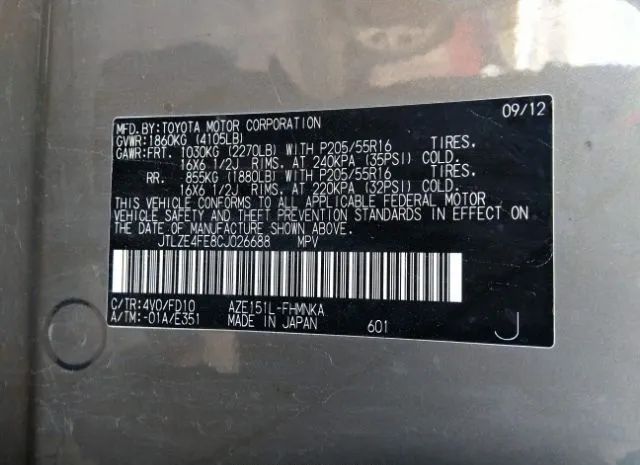 09/12
MFD. BY: TOYOTA MOTOR CORPORATION
GVWR: 1860KG (4105LB)
GAWR: FRT. 1030KG (2270LB) WITH P205/55R16 TIRES.
16X6 1/2J RIMS. AT 240KPA (35PSI) COLD.
RR. 855KG (1880LB) WITH P205/55R16 TIRES.
16X6 1/2J RIMS. AT 220KPA (32PSI) COLD.
THIS VEHICLE CONFORMS TO ALL APPLICABLE FEDERAL MOTOR
VEHICLE SAFETY AND THEFT PREVENTION STANDARDS IN EFFECT ON
THE DATE OF MANUFACTURE SHOWN ABOVE.
JTLZE4FE8CJ026688 MPV
C/TR: 4V0/FD10 AZE151L-FHMNKA
A/TM: -01A/E351 MADE IN JAPAN 601 J